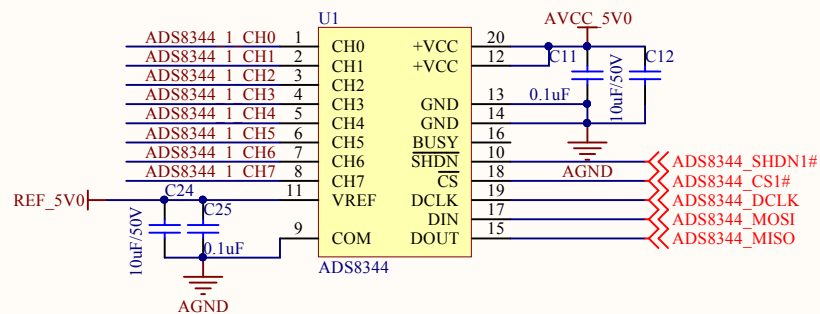 U1
AVCC_5V0
ADS8344_1_CH0 1 CH0 +VCC 20
ADS8344_1_CH1 2 CH1 +VCC 12 C11 C12
ADS8344_1_CH2 3 CH2
ADS8344_1_CH3 4 CH3 GND 13 0.1uF 10uF/50V
ADS8344_1_CH4 5 CH4 GND 14
ADS8344_1_CH5 6 CH5 BUSY 16
ADS8344_1_CH6 7 CH6 SHDN 10 AGND ADS8344_SHDN1#
ADS8344_1_CH7 8 CH7 CS 18 ADS8344_CS1#
REF_5V0 C24 11 VREF DCLK 19 ADS8344_DCLK
C25 DIN 17 ADS8344_MOSI
10uF/50V 0.1uF 9 COM DOUT 15 ADS8344_MISO
ADS8344
AGND